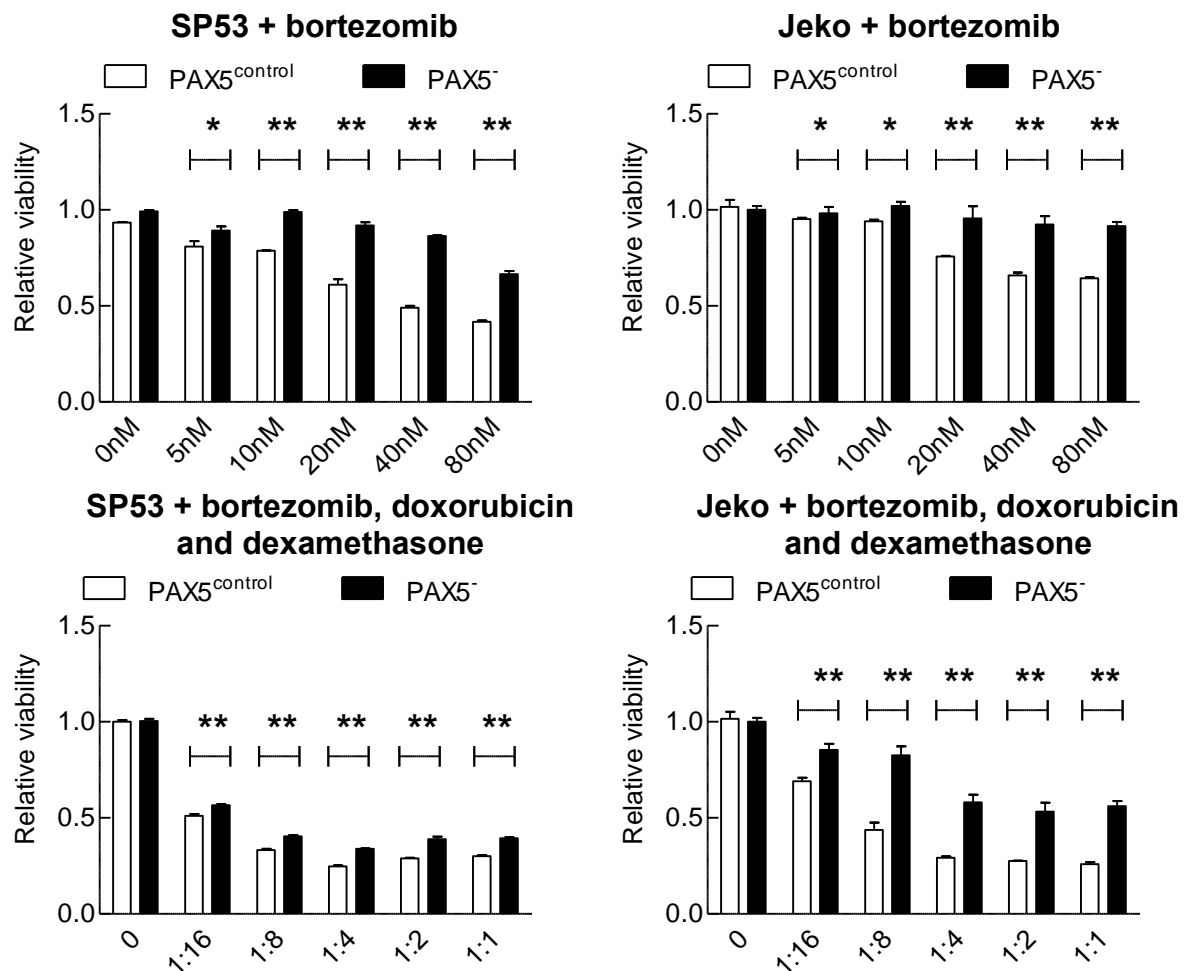 SP53 + bortezomib
PAX5control PAX5-
Relative viability
1.5
1.0
0.5
0.0
* ** ** ** **
0nM 5nM 10nM 20nM 40nM 80nM
Jeko + bortezomib
PAX5control PAX5-
Relative viability
1.5
1.0
0.5
0.0
* * ** ** **
0nM 5nM 10nM 20nM 40nM 80nM
SP53 + bortezomib, doxorubicin
and dexamethasone
PAX5control PAX5-
Relative viability
1.5
1.0
0.5
0.0
** ** ** ** **
0 1:16 1:8 1:4 1:2 1:1
Jeko + bortezomib, doxorubicin
and dexamethasone
PAX5control PAX5-
Relative viability
1.5
1.0
0.5
0.0
** ** ** ** **
0 1:16 1:8 1:4 1:2 1:1